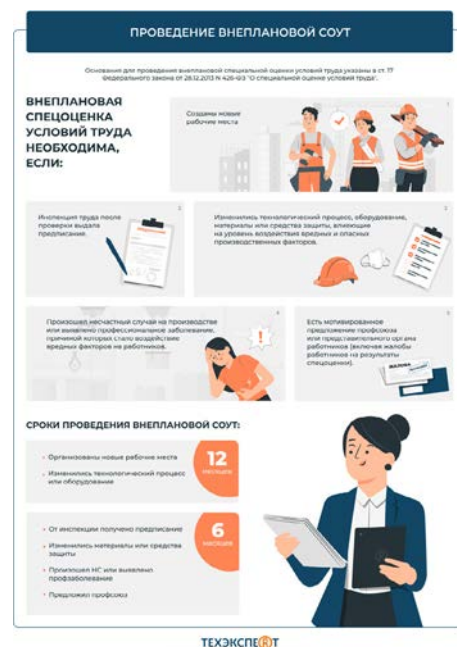 ПРОВЕДЕНИЕ ВНЕПЛАНОВОЙ СОУТ
Основания для проведения внеплановой специальной оценки условий труда указаны в ст. 17
Федерального закона от 28.12.2013 N 426-ФЗ "О специальной оценке условий труда".
ВНЕПЛАНОВАЯ
СПЕЦОЦЕНКА
УСЛОВИЙ ТРУДА
НЕОБХОДИМА,
ЕСЛИ:
1
Созданы новые
рабочие места
2
Инспекция труда после
проверки выдала
предписание.
3
Изменились технологический процесс, оборудование,
материалы или средства защиты, влияющие
на уровень воздействия вредных и опасных
производственных факторов.
4
Произошел несчастный случай на производстве
или выявлено профессиональное заболевание,
причиной которых стало воздействие
вредных факторов на работников.
5
Есть мотивированное
предложение профсоюза
или представительного органа
работников (включая жалобы
работников на результаты
спецоценки).
ЖАЛОБА
СРОКИ ПРОВЕДЕНИЯ ВНЕПЛАНОВОЙ СОУТ:
• Организованы новые рабочие места
• Изменились технологический процесс
или оборудование
12
месяцев
• От инспекции получено предписание
• Изменились материалы или средства
защиты
• Произошел НС или выявлено
профзаболевание
• Предложил профсоюз
6
месяцев
ТЕХЭКСПЕРТ